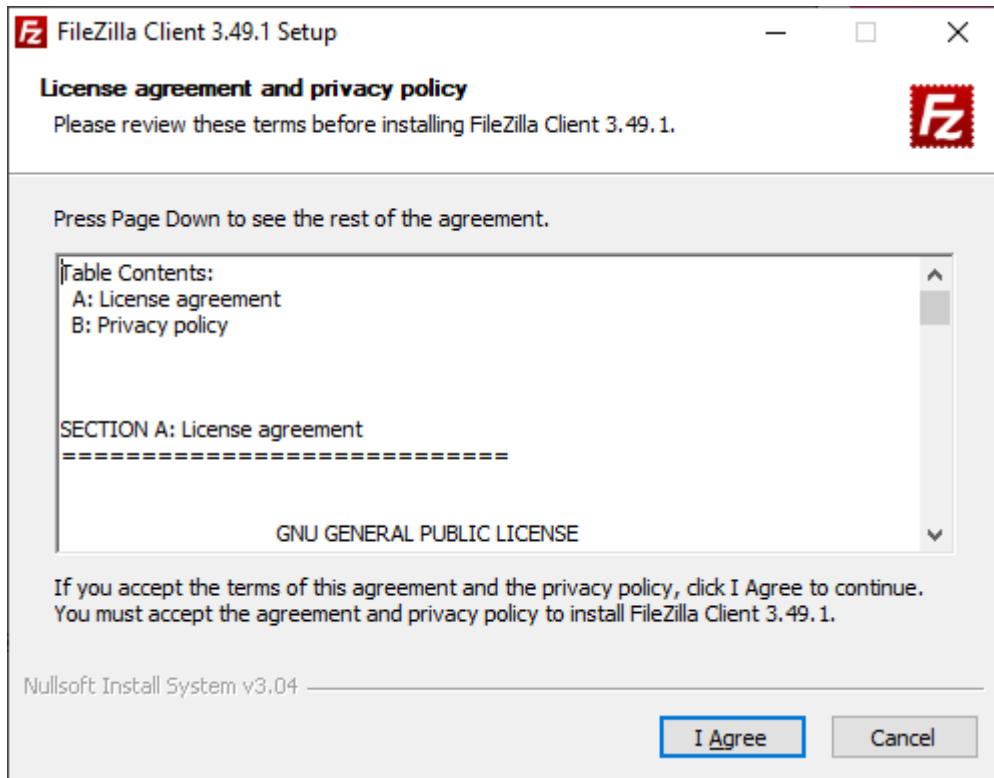 FileZilla Client 3.49.1 Setup
License agreement and privacy policy
Please review these terms before installing FileZilla Client 3.49.1.
Fz
Press Page Down to see the rest of the agreement.
Table Contents:
A: License agreement
B: Privacy policy
SECTION A: License agreement
============================
GNU GENERAL PUBLIC LICENSE
If you accept the terms of this agreement and the privacy policy, click I Agree to continue.
You must accept the agreement and privacy policy to install FileZilla Client 3.49.1.
Nullsoft Install System v3.04
I Agree
Cancel